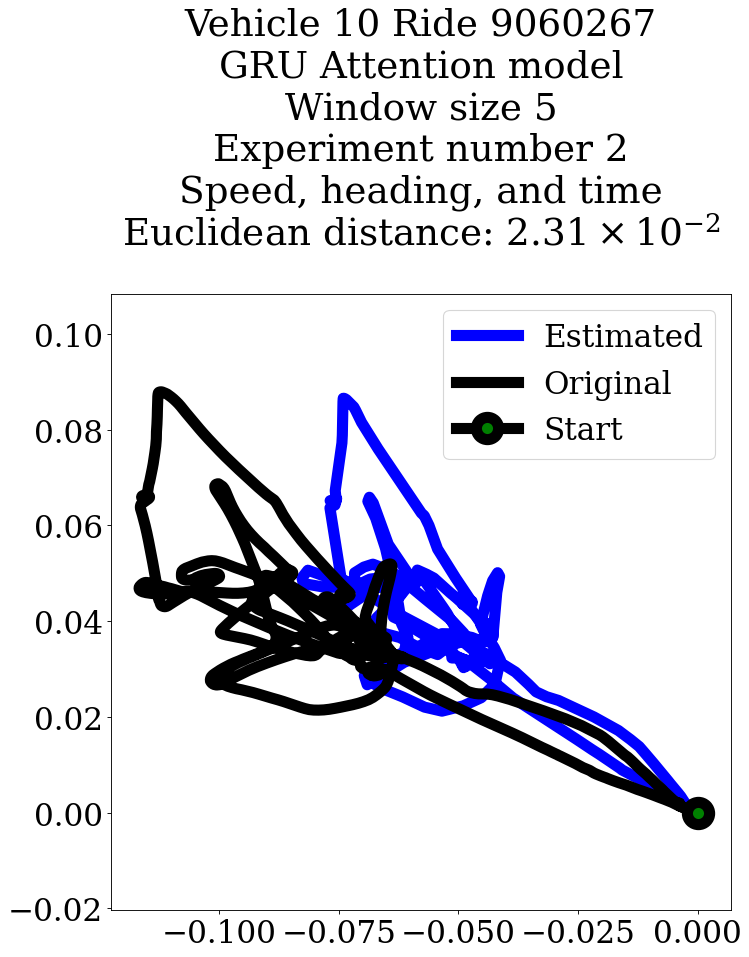 Vehicle 10 Ride 9060267
GRU Attention model
Window size 5
Experiment number 2
Speed, heading, and time
Euclidean distance: 2.31 × 10⁻²
Estimated
Original
Start
0.10
0.08
0.06
0.04
0.02
0.00
−0.02
−0.100 −0.075 −0.050 −0.025 0.000